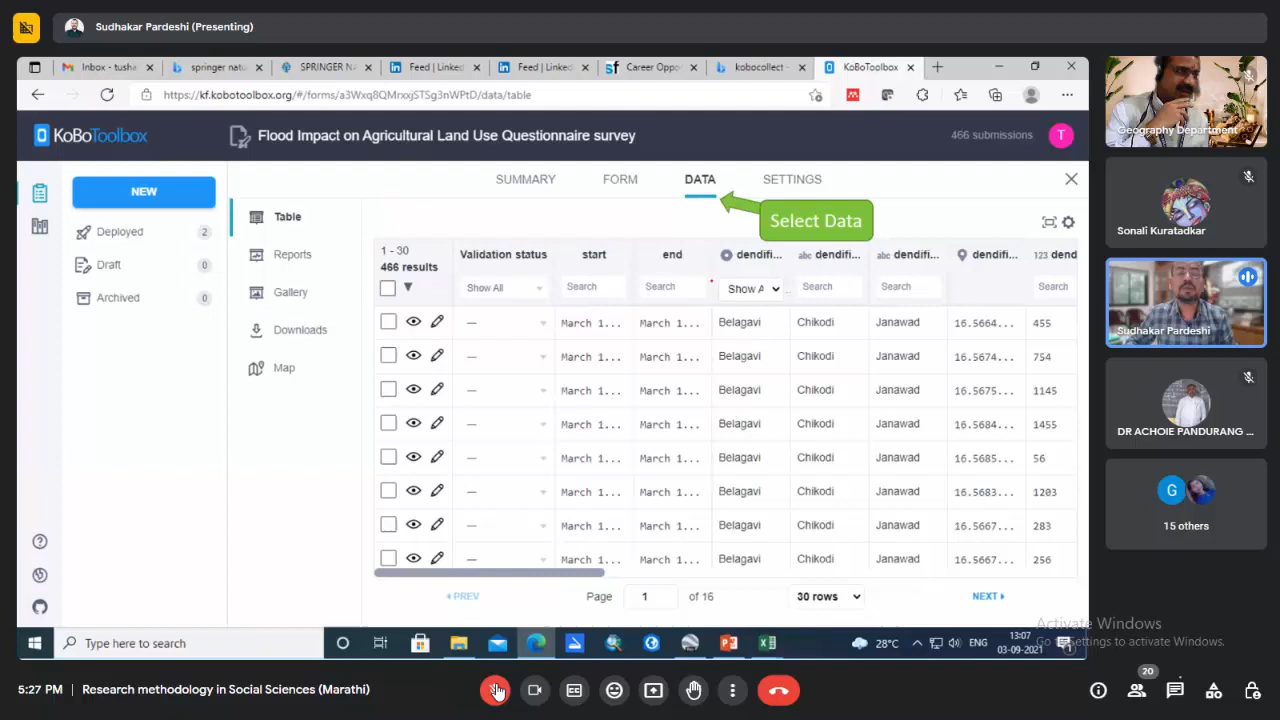 Sudhakar Pardeshi (Presenting)
Inbox - tusha
springer natu
SPRINGER NA
Feed | Linked
Feed | Linked
Career Oppo
kobocollect -
KoBoToolbox
https://kf.kobotoolbox.org/#/forms/a3Wxq8QMrxxjSTSg3nWPtD/data/table
KoBoToolbox
Flood Impact on Agricultural Land Use Questionnaire survey
466 submissions
T
NEW
Deployed 2
Draft 0
Archived 0
SUMMARY FORM DATA SETTINGS
Select Data
Table
Reports
Gallery
Downloads
Map
1 - 30
466 results
Validation status start end dendifi... abc dendifi... abc dendifi... dendifi... 123 dend
Show All Search Search * Show A ... Search Search Search
— March 1... March 1... Belagavi Chikodi Janawad 16.5664... 455
— March 1... March 1... Belagavi Chikodi Janawad 16.5674... 754
— March 1... March 1... Belagavi Chikodi Janawad 16.5675... 1145
— March 1... March 1... Belagavi Chikodi Janawad 16.5684... 1455
— March 1... March 1... Belagavi Chikodi Janawad 16.5685... 56
— March 1... March 1... Belagavi Chikodi Janawad 16.5683... 1203
— March 1... March 1... Belagavi Chikodi Janawad 16.5667... 283
— March 1... March 1... Belagavi Chikodi Janawad 16.5667... 256
PREV Page 1 of 16 30 rows NEXT
Type here to search
28°C ENG
13:07
03-09-2021
1
Activate Windows
Go to Settings to activate Windows.
Geography Department
Sonali Kuratadkar
Sudhakar Pardeshi
DR ACHOIE PANDURANG ...
G
15 others
5:27 PM | Research methodology in Social Sciences (Marathi)
20